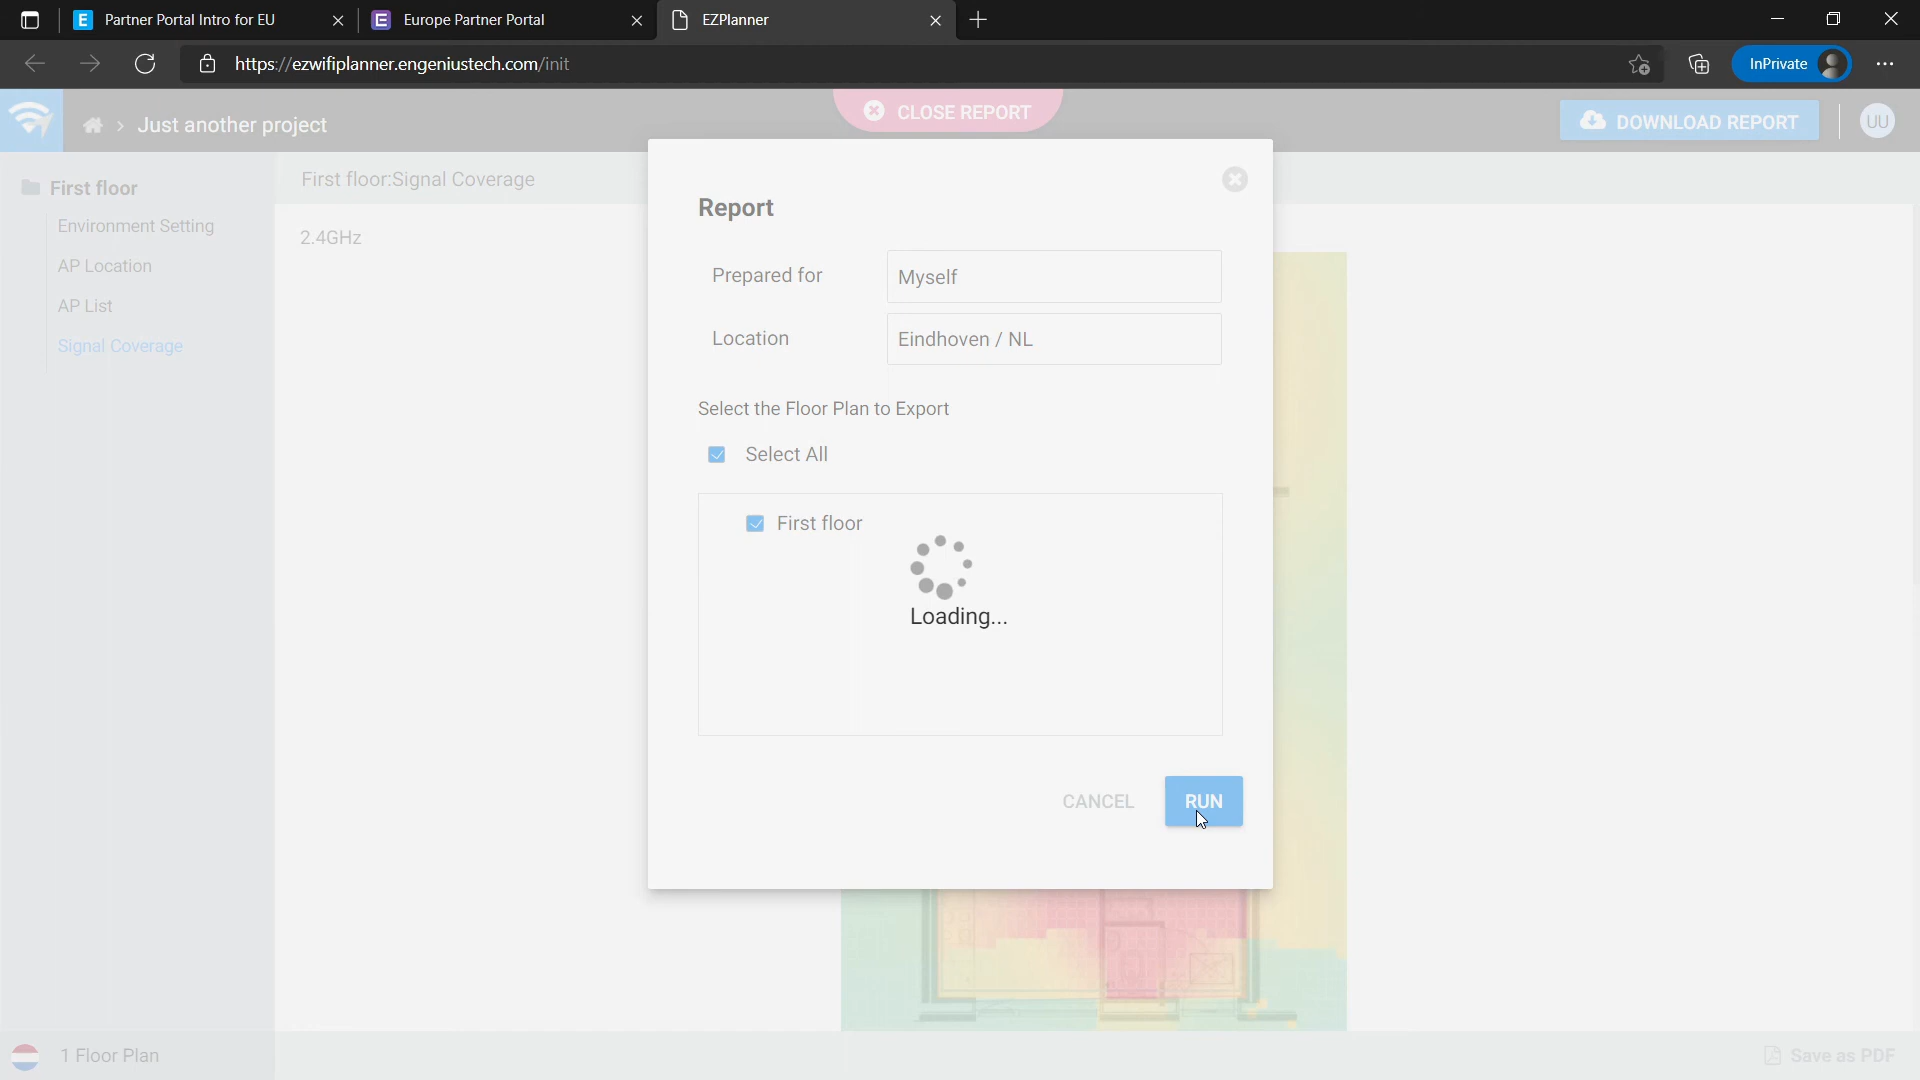 Partner Portal Intro for EU
Europe Partner Portal
EZPlanner
https://ezwifiplanner.engeniustech.com/init
InPrivate
Just another project
CLOSE REPORT
DOWNLOAD REPORT
UU
First floor
Environment Setting
AP Location
AP List
Signal Coverage
First floor:Signal Coverage
2.4GHz
Report
Prepared for
Myself
Location
Eindhoven / NL
Select the Floor Plan to Export
Select All
First floor
Loading...
CANCEL
RUN
1 Floor Plan
Save as PDF